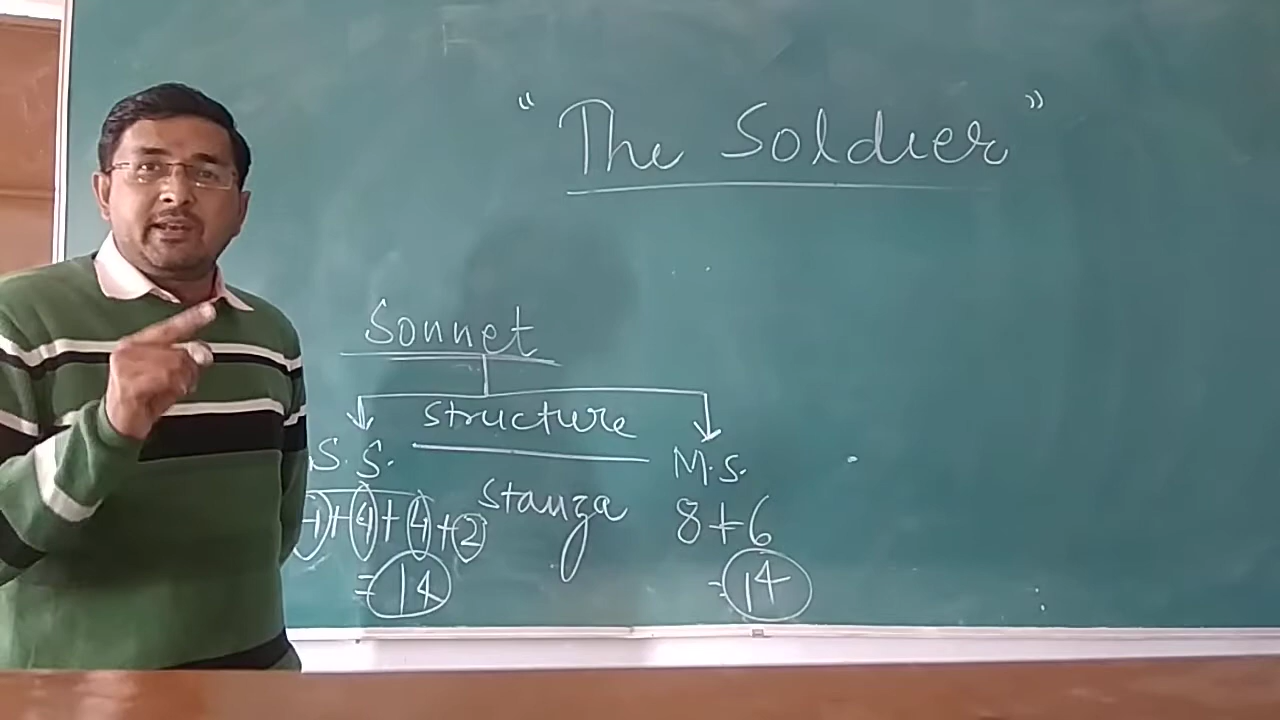 "The Soldier"
Sonnet
structure
S.S.
M.S.
4+4+4+2
stanza
8+6
=14
=14